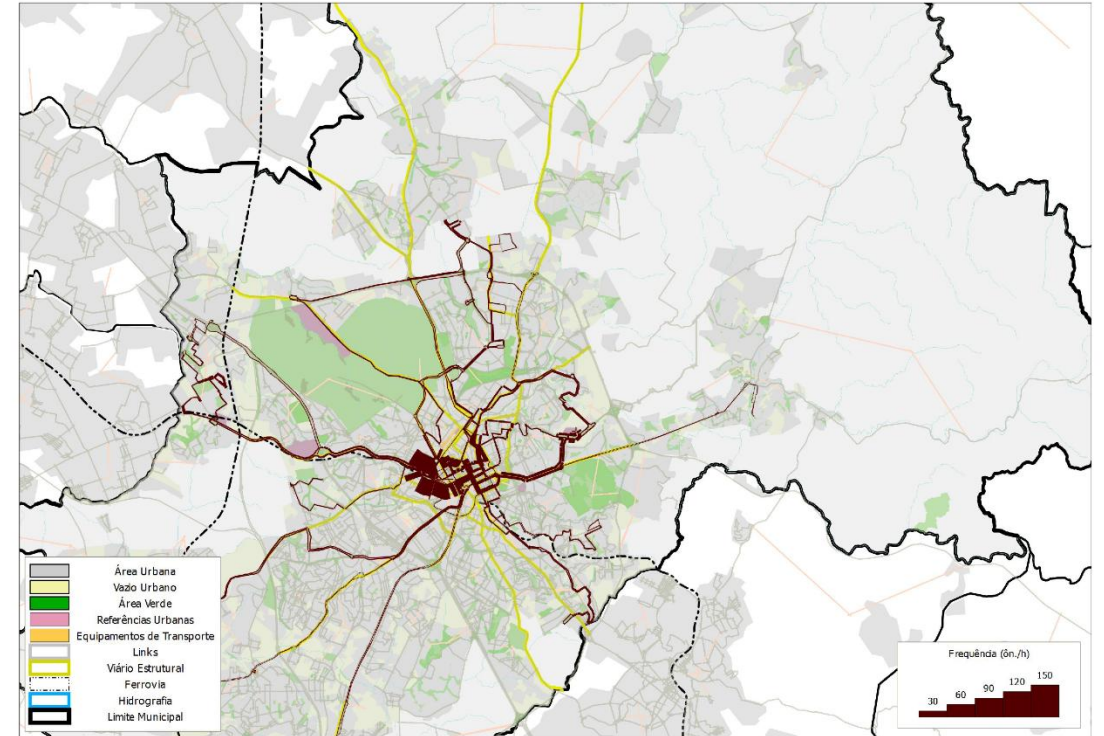 Área Urbana
Vazio Urbano
Área Verde
Referências Urbanas
Equipamentos de Transporte
Links
Viário Estrutural
Ferrovia
Hidrografia
Limite Municipal
Frequência (ôn./h)
30 60 90 120 150